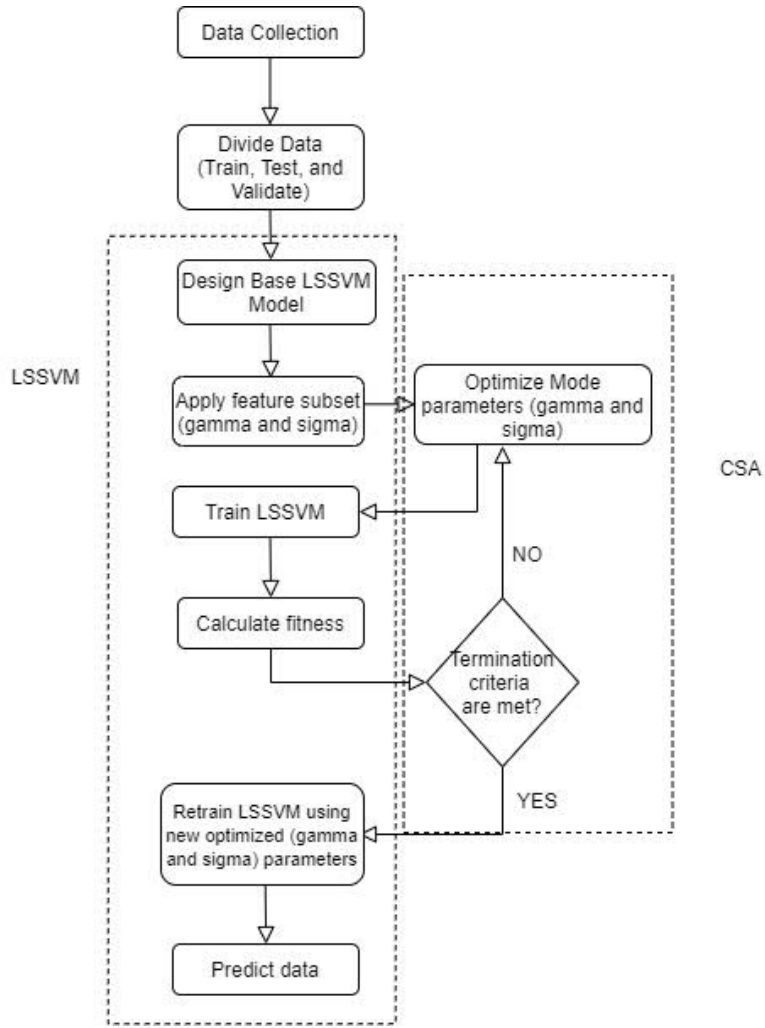 Data Collection
Divide Data
(Train, Test, and
Validate)
Design Base LSSVM
Model
LSSVM
Apply feature subset
(gamma and sigma)
Optimize Mode
parameters (gamma and
sigma)
CSA
Train LSSVM
NO
Calculate fitness
Termination
criteria
are met?
YES
Retrain LSSVM using
new optimized (gamma
and sigma) parameters
Predict data